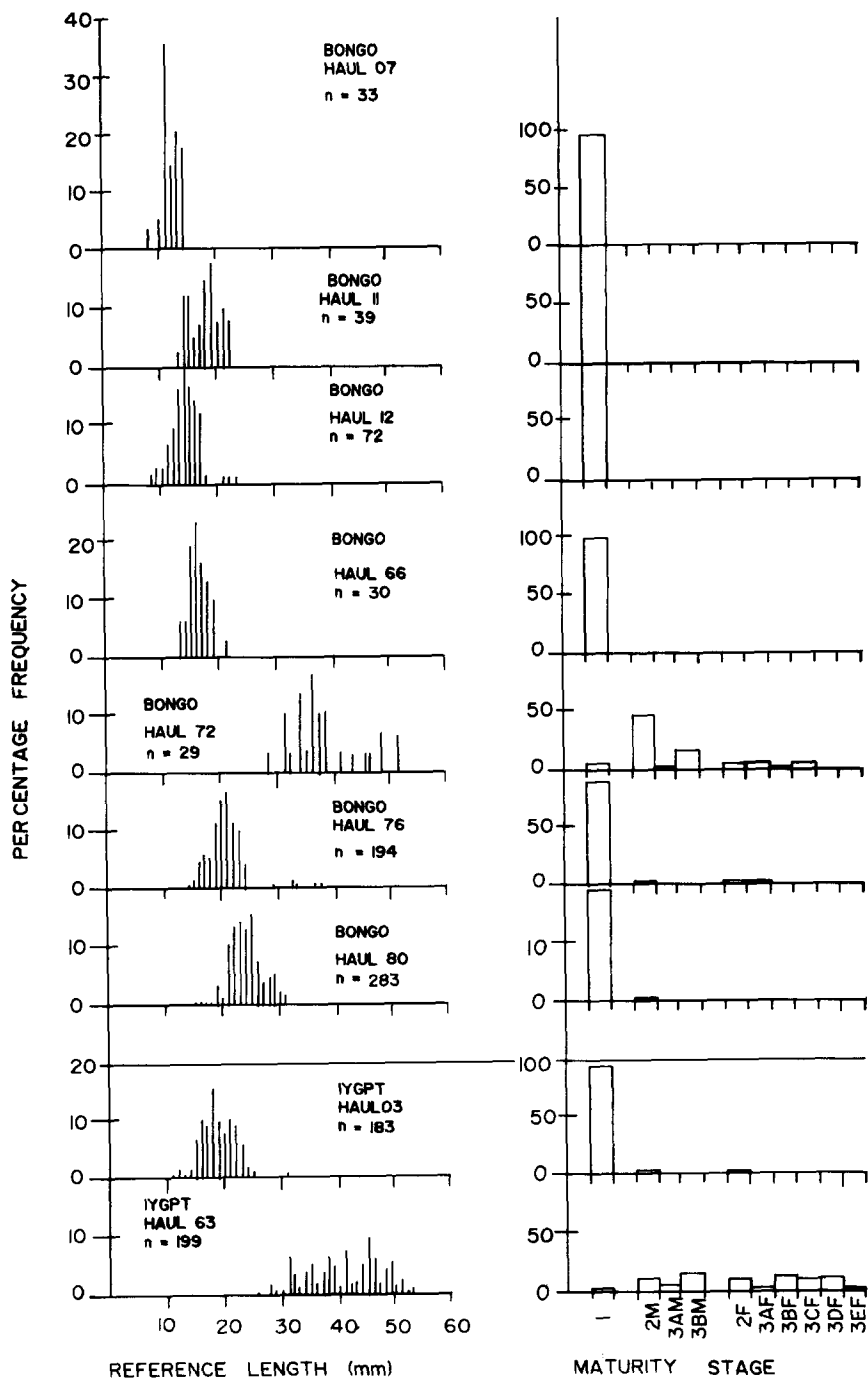 PERCENTAGE FREQUENCY
40
30
20
10
0
BONGO
HAUL 07
n = 33
100
50
0
10
0
BONGO
HAUL 11
n = 39
50
0
10
0
BONGO
HAUL 12
n = 72
50
0
20
10
0
BONGO
HAUL 66
n = 30
100
50
0
10
0
BONGO
HAUL 72
n = 29
50
0
10
0
BONGO
HAUL 76
n = 194
50
0
10
0
BONGO
HAUL 80
n = 283
10
0
20
10
0
IYGPT
HAUL 03
n = 183
100
50
0
10
0
IYGPT
HAUL 63
n = 199
50
0
10 20 30 40 50 60
1 2M 3AM 3BM 2F 3AF 3BF 3CF 3DF 3EF
REFERENCE LENGTH (mm)
MATURITY STAGE